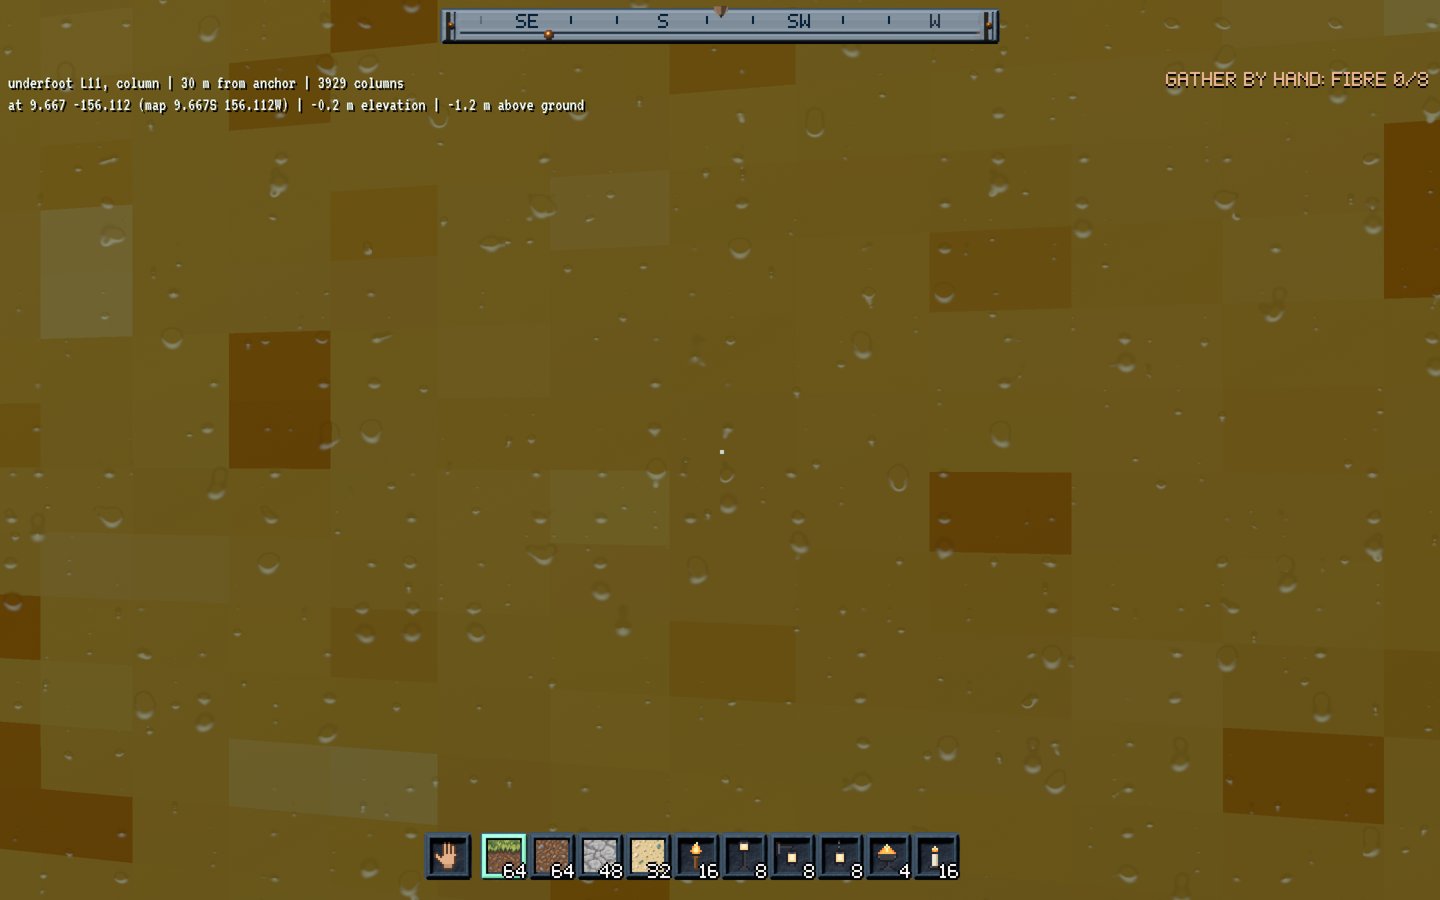 SE S SW W
underfoot L11, column | 30 m from anchor | 3929 columns
GATHER BY HAND: FIBRE 0/8
at 9.667 -156.112 (map 9.667S 156.112W) | -0.2 m elevation | -1.2 m above ground
64 64 48 32 16 8 8 8 4 16